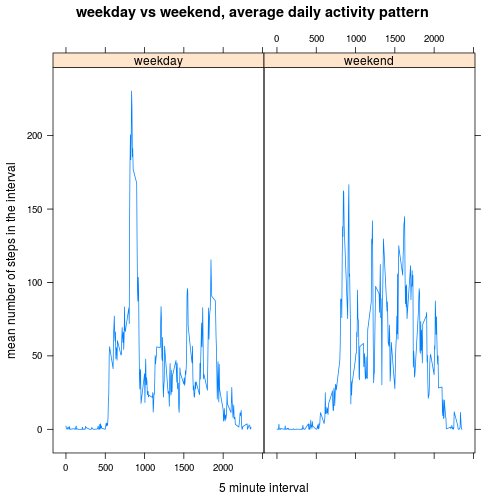 weekday vs weekend, average daily activity pattern
0 500 1000 2000
weekday weekend
200
150
100
50
0
mean number of steps in the interval
0 500 1000 1500 2000
5 minute interval